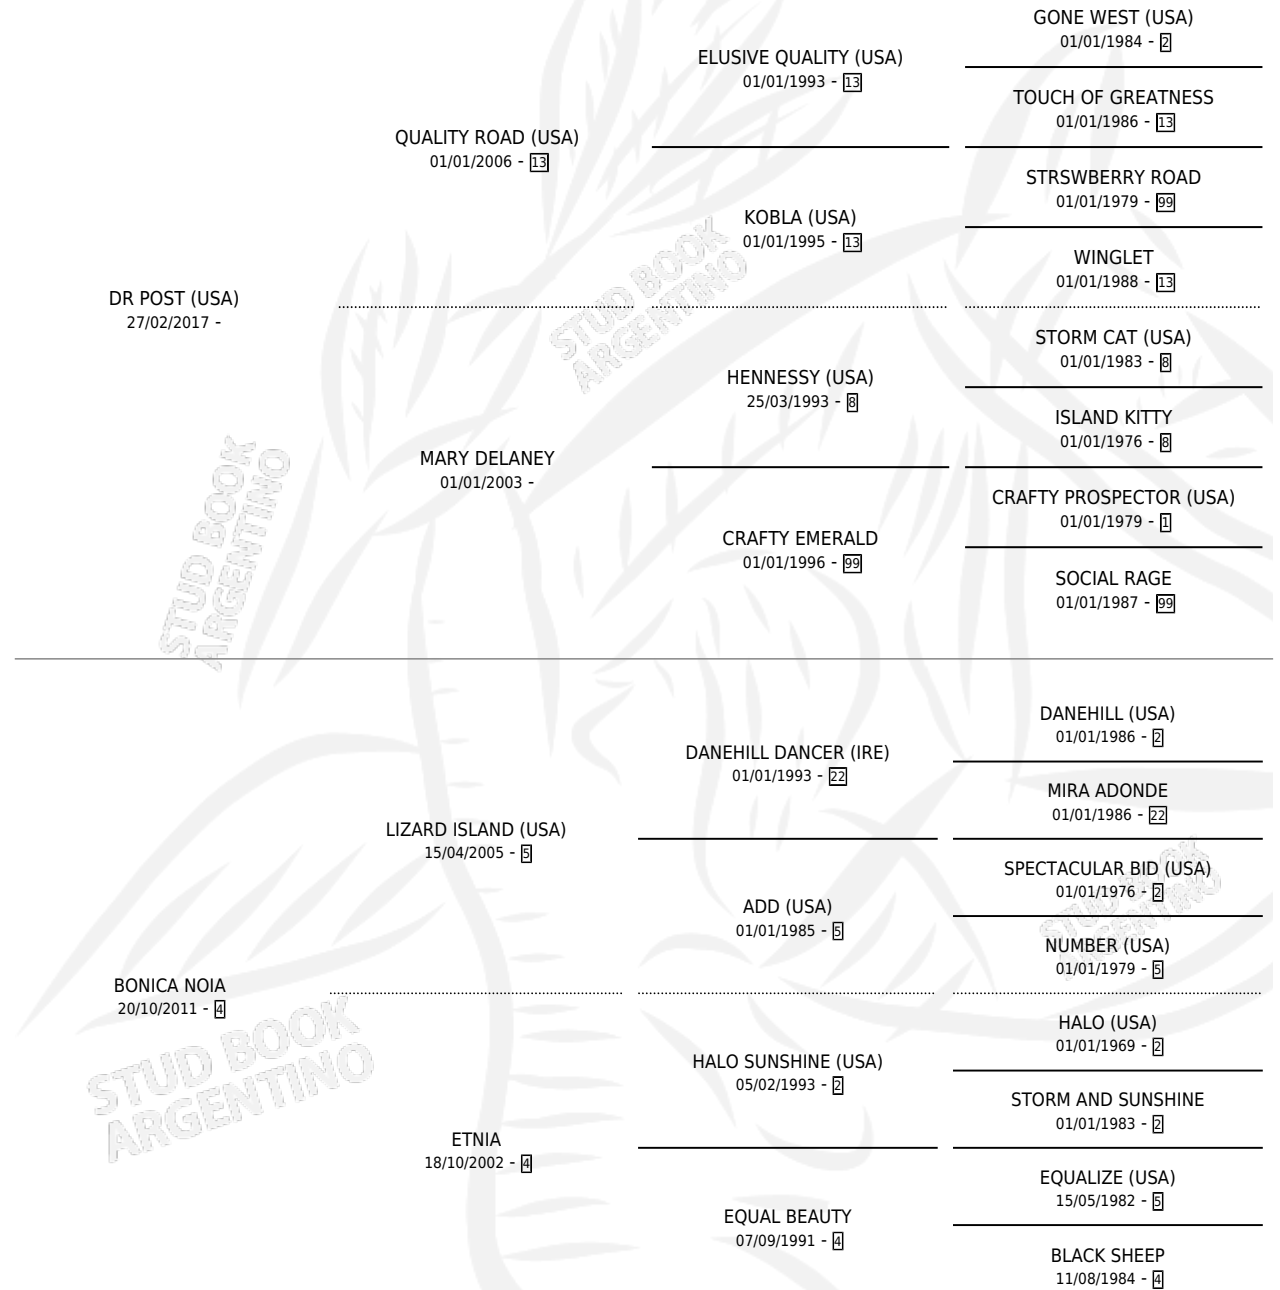 GONE WEST (USA)
01/01/1984 - 2
ELUSIVE QUALITY (USA)
01/01/1993 - 13
TOUCH OF GREATNESS
01/01/1986 - 13
QUALITY ROAD (USA)
01/01/2006 - 13
STRSWBERRY ROAD
01/01/1979 - 99
KOBLA (USA)
01/01/1995 - 13
WINGLET
01/01/1988 - 13
DR POST (USA)
27/02/2017 -
STORM CAT (USA)
01/01/1983 - 8
HENNESSY (USA)
25/03/1993 - 8
ISLAND KITTY
01/01/1976 - 8
MARY DELANEY
01/01/2003 -
CRAFTY PROSPECTOR (USA)
01/01/1979 - 1
CRAFTY EMERALD
01/01/1996 - 99
SOCIAL RAGE
01/01/1987 - 99
DANEHILL (USA)
01/01/1986 - 2
DANEHILL DANCER (IRE)
01/01/1993 - 22
MIRA ADONDE
01/01/1986 - 22
LIZARD ISLAND (USA)
15/04/2005 - 5
SPECTACULAR BID (USA)
01/01/1976 - 2
ADD (USA)
01/01/1985 - 5
NUMBER (USA)
01/01/1979 - 5
BONICA NOIA
20/10/2011 - 4
HALO (USA)
01/01/1969 - 2
HALO SUNSHINE (USA)
05/02/1993 - 2
STORM AND SUNSHINE
01/01/1983 - 2
ETNIA
18/10/2002 - 4
EQUALIZE (USA)
15/05/1982 - 5
EQUAL BEAUTY
07/09/1991 - 4
BLACK SHEEP
11/08/1984 - 4
STUD BOOK
ARGENTINO
STUD BOOK
ARGENTINO
STUD BOOK
ARGENTINO
STUD BOOK
ARGENTINO